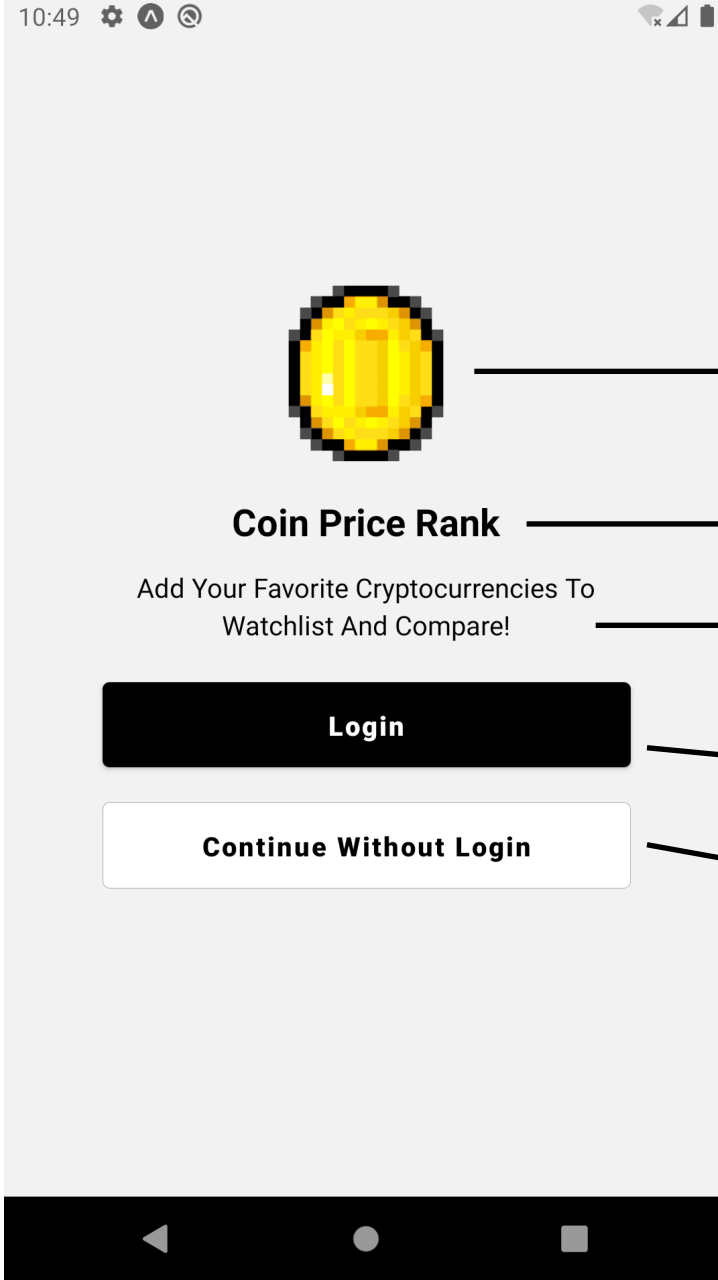 10:49
Coin Price Rank
Add Your Favorite Cryptocurrencies To
Watchlist And Compare!
Login
Continue Without Login